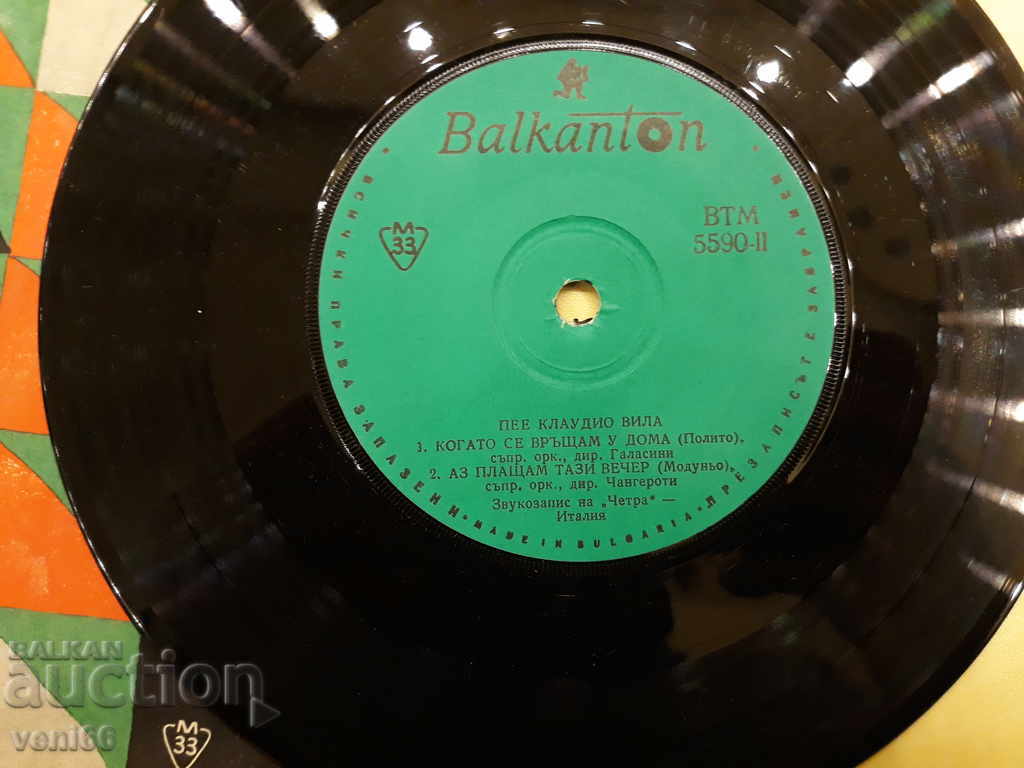 Balkanton
M
33
ВТМ
5590-II
ПЕЕ КЛАУДИО ВИЛА
1. КОГАТО СЕ ВРЪЩАМ У ДОМА (Полито),
съпр. орк., дир. Галасини
2. АЗ ПЛАЩАМ ТАЗИ ВЕЧЕР (Модуньо),
съпр. орк., дир. Чангероти
Звукозапис на „Четра“ —
Италия
• ВСИЧКИ ПРАВА ЗАПАЗЕНИ • MADE IN BULGARIA • ПРЕЗАПИСЪТЕ ЗАБРАНЕН •
BALKAN
auction
veni66
M
33